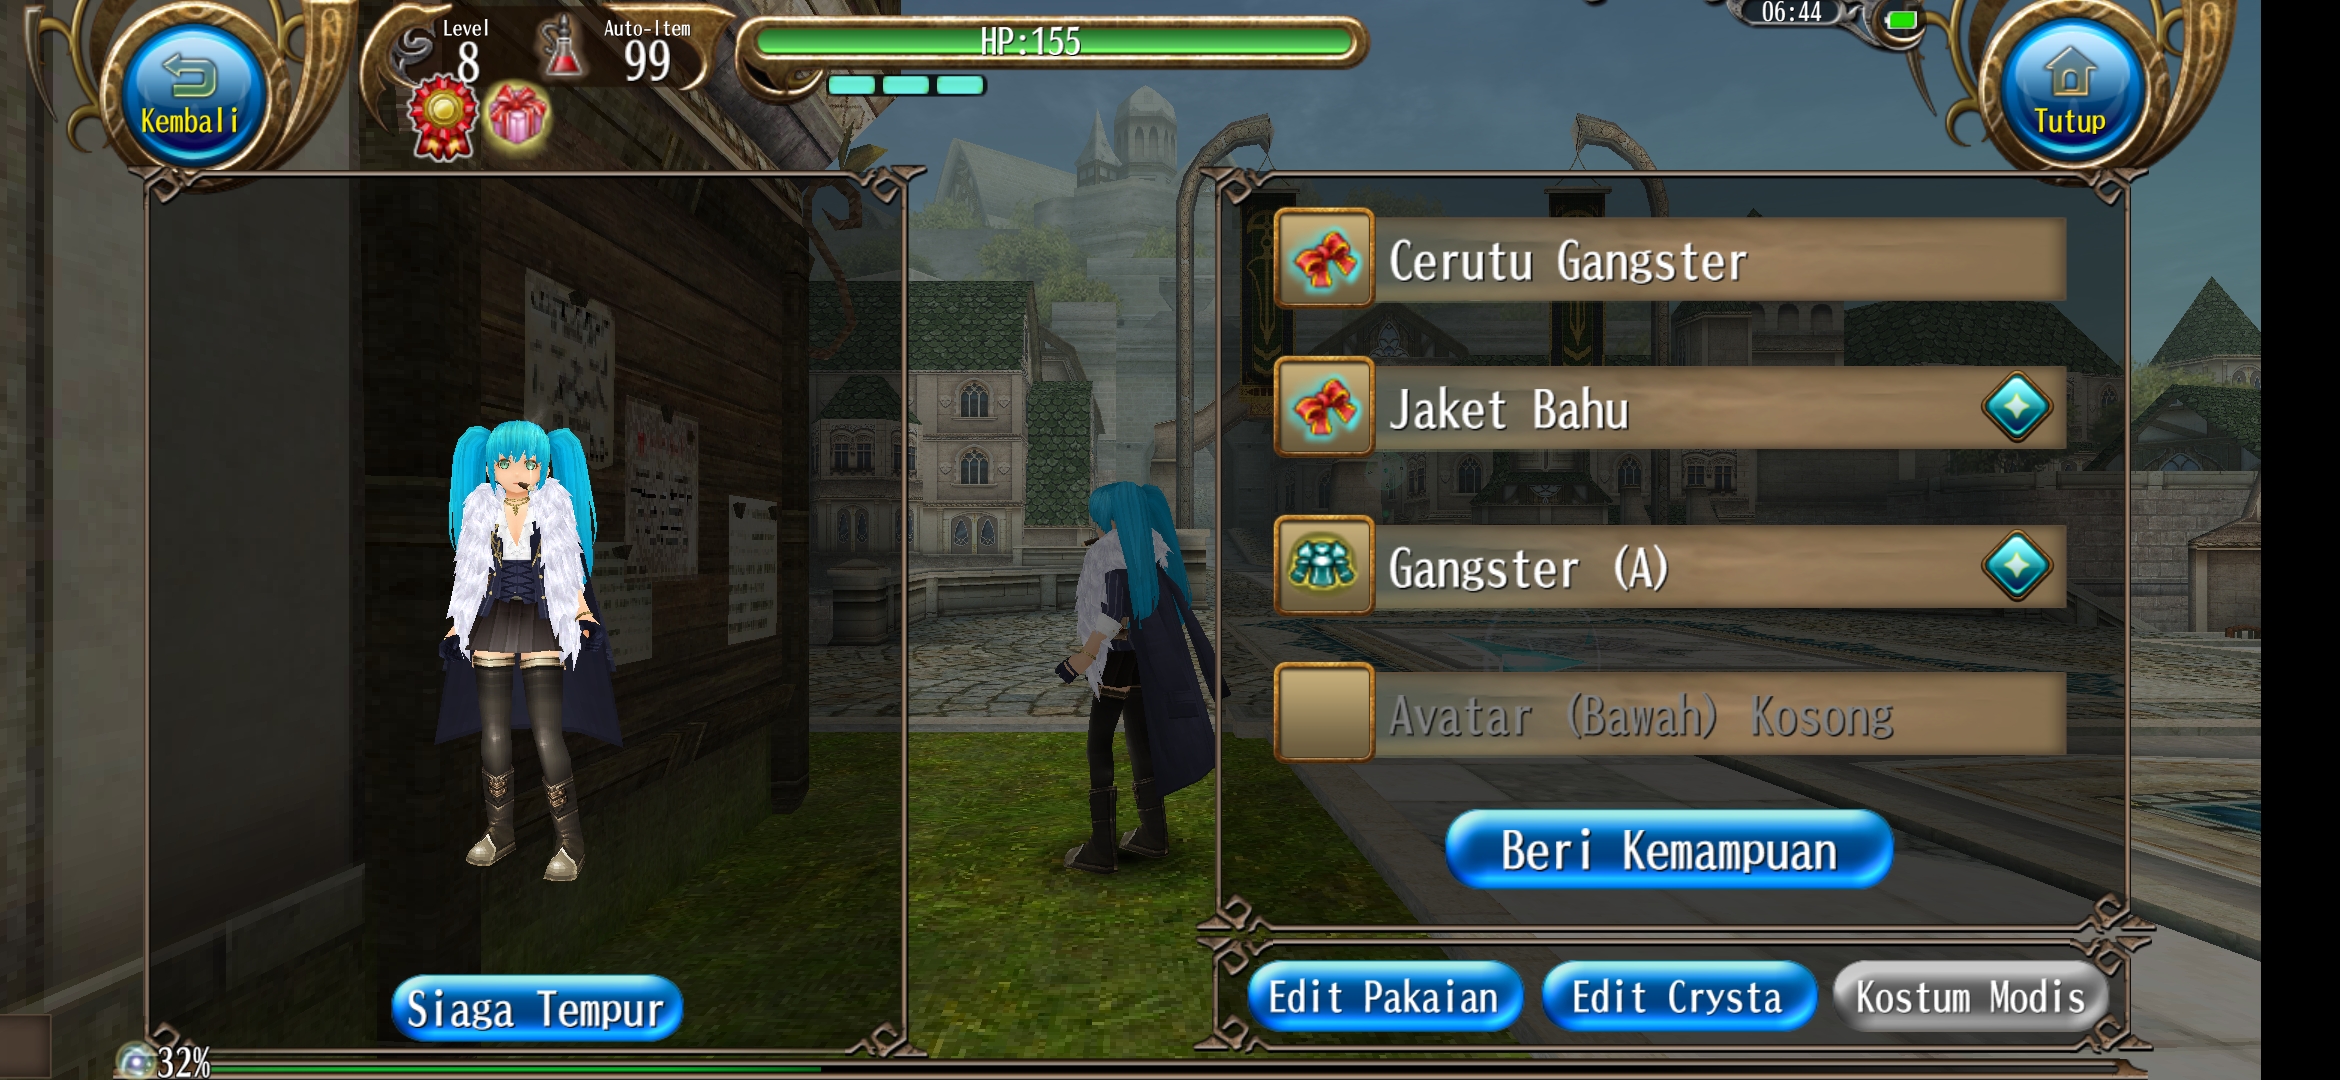 Kembali
Level
8
Auto-Item
99
HP:155
06:44
Tutup
Cerutu Gangster
Jaket Bahu
Gangster (A)
Avatar (Bawah) Kosong
Beri Kemampuan
Siaga Tempur
Edit Pakaian
Edit Crysta
Kostum Modis
32%